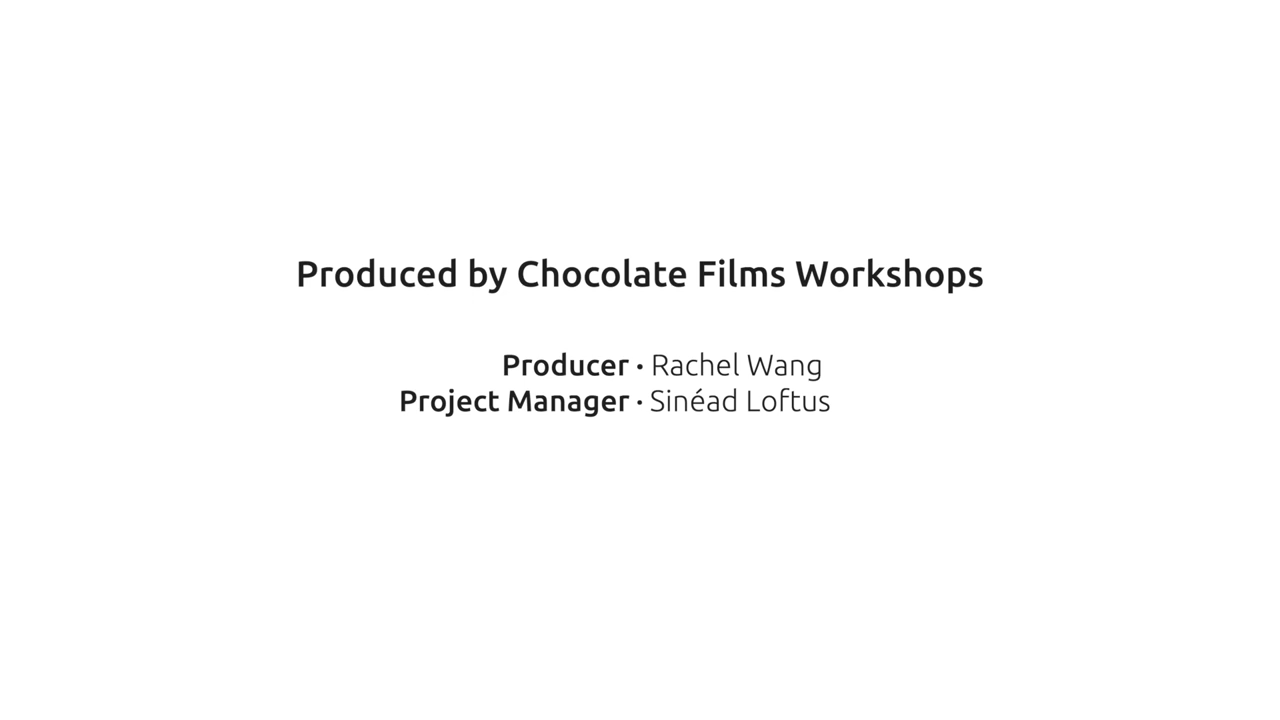 Produced by Chocolate Films Workshops
Producer • Rachel Wang
Project Manager • Sinéad Loftus